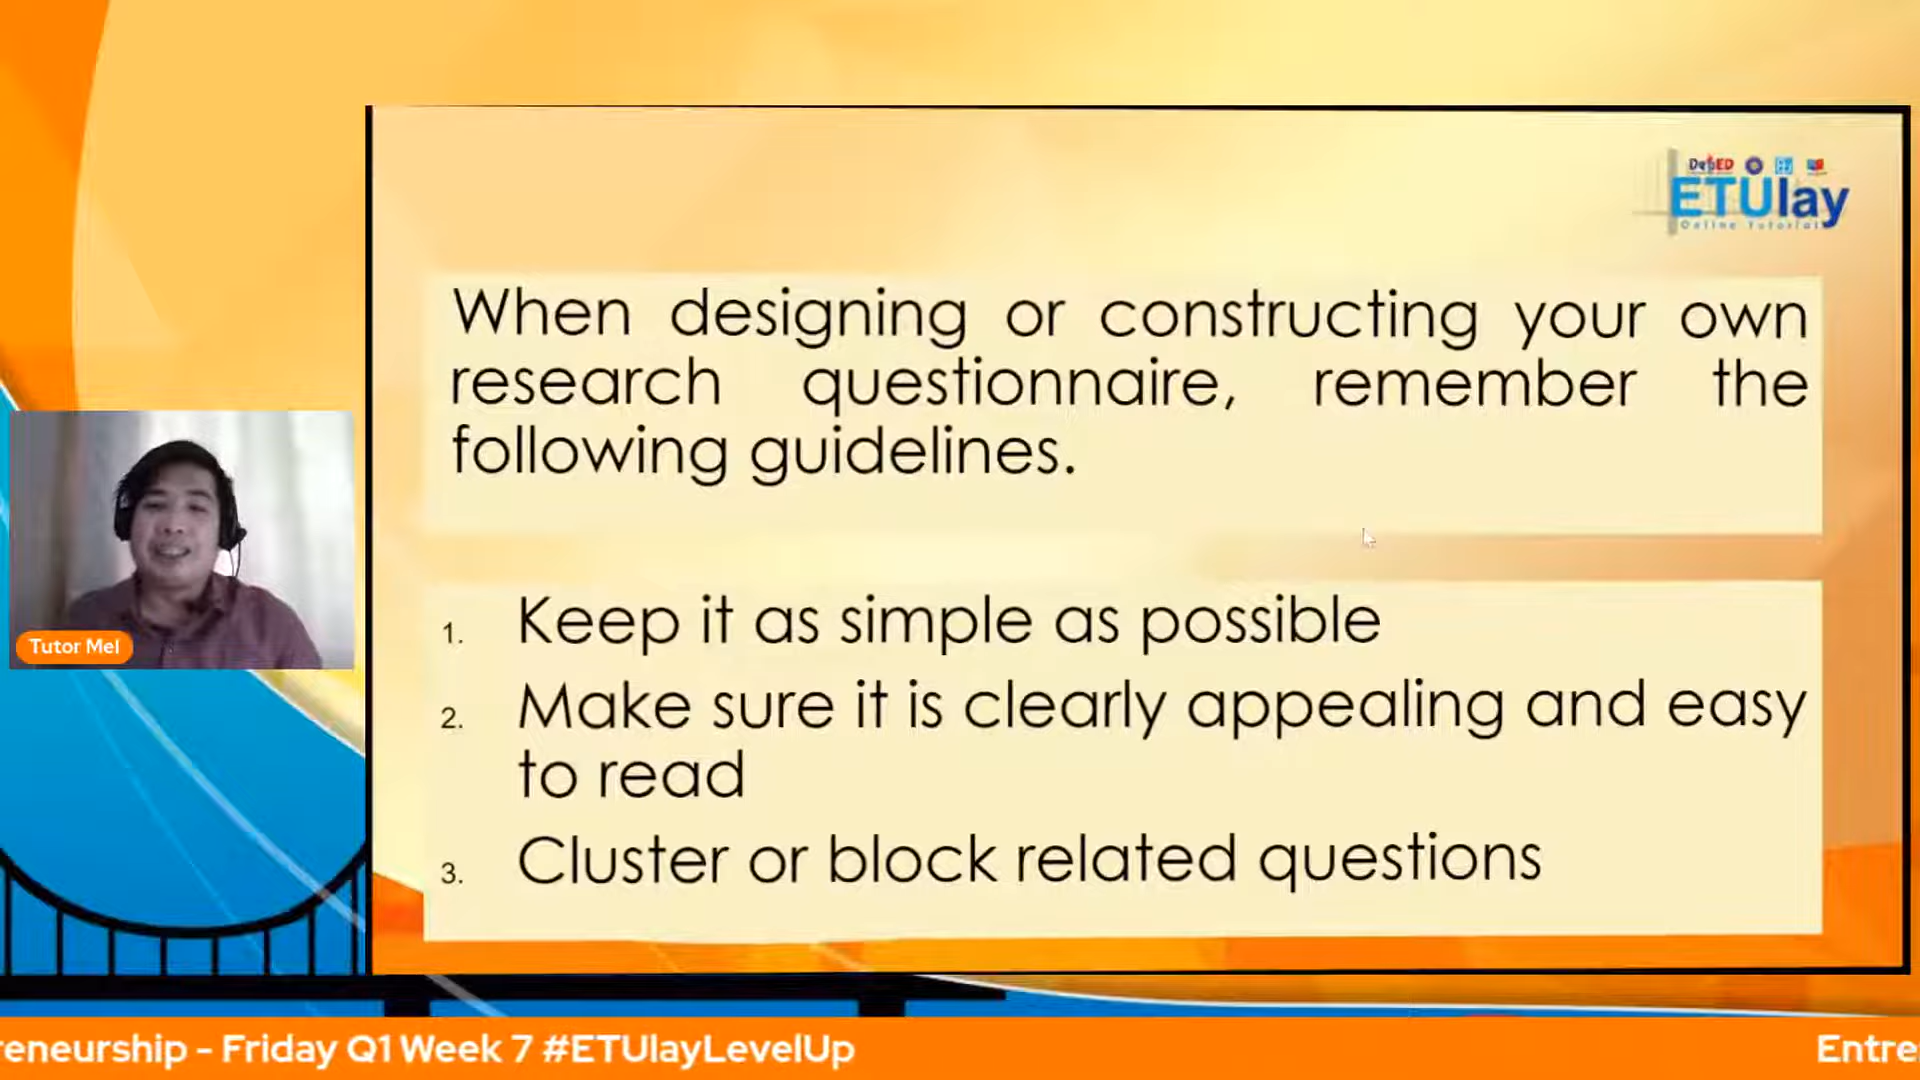 DepED
ETUlay
Online Tutorial
When designing or constructing your own
research questionnaire, remember the
following guidelines.
1. Keep it as simple as possible
2. Make sure it is clearly appealing and easy
to read
3. Cluster or block related questions
Tutor Mel
reneurship - Friday Q1 Week 7 #ETUlayLevelUp
Entre